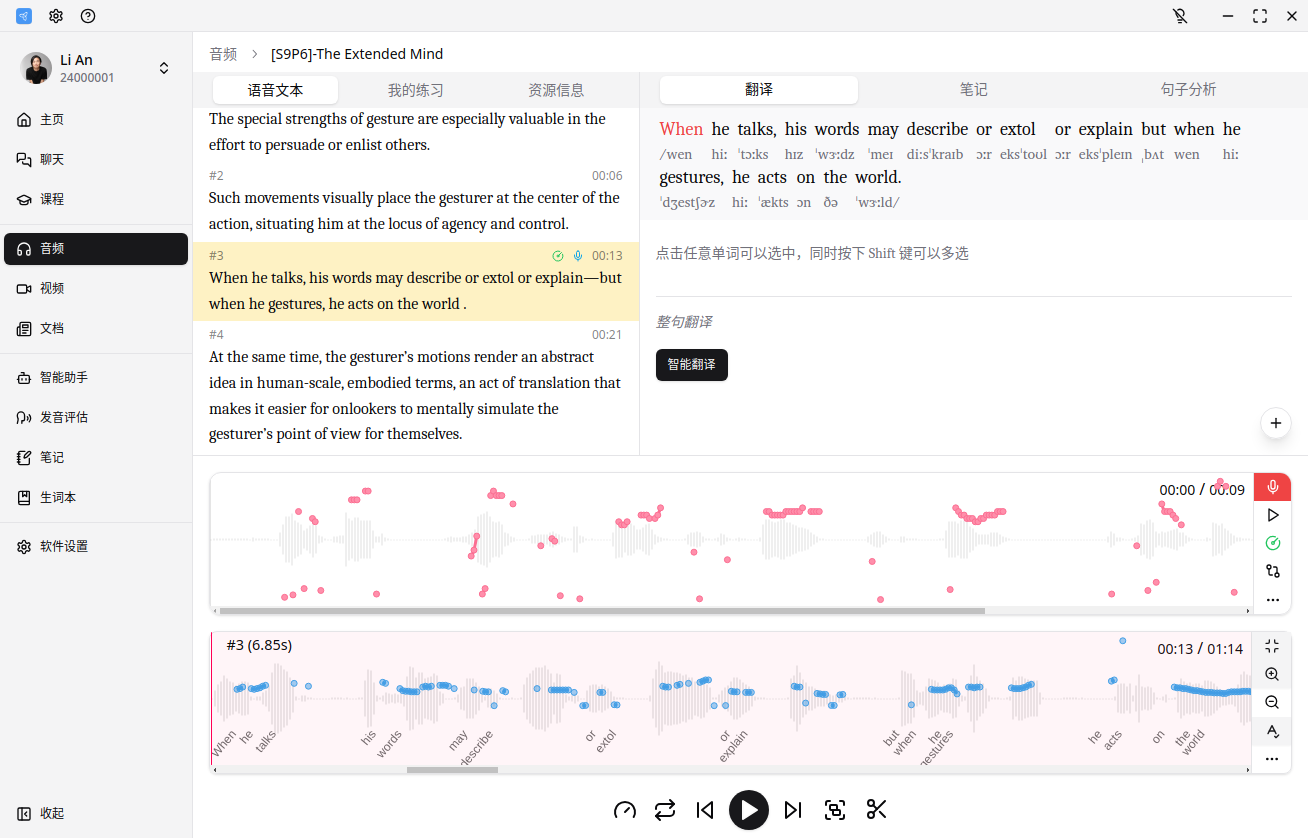 Li An
24000001
主页
聊天
课程
音频
视频
文档
智能助手
发音评估
笔记
生词本
软件设置
收起
音频 > [S9P6]-The Extended Mind
语音文本 我的练习 资源信息
The special strengths of gesture are especially valuable in the
effort to persuade or enlist others.
#2 00:06
Such movements visually place the gesturer at the center of the
action, situating him at the locus of agency and control.
#3 00:13
When he talks, his words may describe or extol or explain—but
when he gestures, he acts on the world .
#4 00:21
At the same time, the gesturer's motions render an abstract
idea in human-scale, embodied terms, an act of translation that
makes it easier for onlookers to mentally simulate the
gesturer's point of view for themselves.
翻译 笔记 句子分析
When he talks, his words may describe or extol or explain but when he
/wen hiː ˈtɔːks hɪz ˈwɜːdz ˈmeɪ diːsˈkraɪb ɔːr eksˈtoʊl ɔːr eksˈpleɪn ˌbʌt wen hiː
gestures, he acts on the world.
ˈdʒestʃɚz hiː ˈækts ɔn ðə ˈwɜːld/
点击任意单词可以选中，同时按下 Shift 键可以多选
整句翻译
智能翻译
00:00 / 00:09
#3 (6.85s) 00:13 / 01:14
When he talks his words may describe or extol or explain but when he gestures he acts on the world